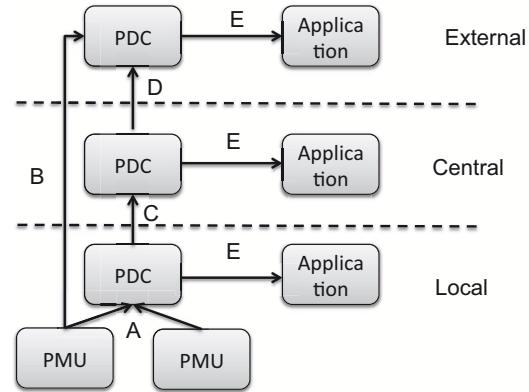 E
PDC
Applica
tion
External
D
B
E
PDC
Applica
tion
Central
C
E
PDC
Applica
tion
Local
A
PMU
PMU